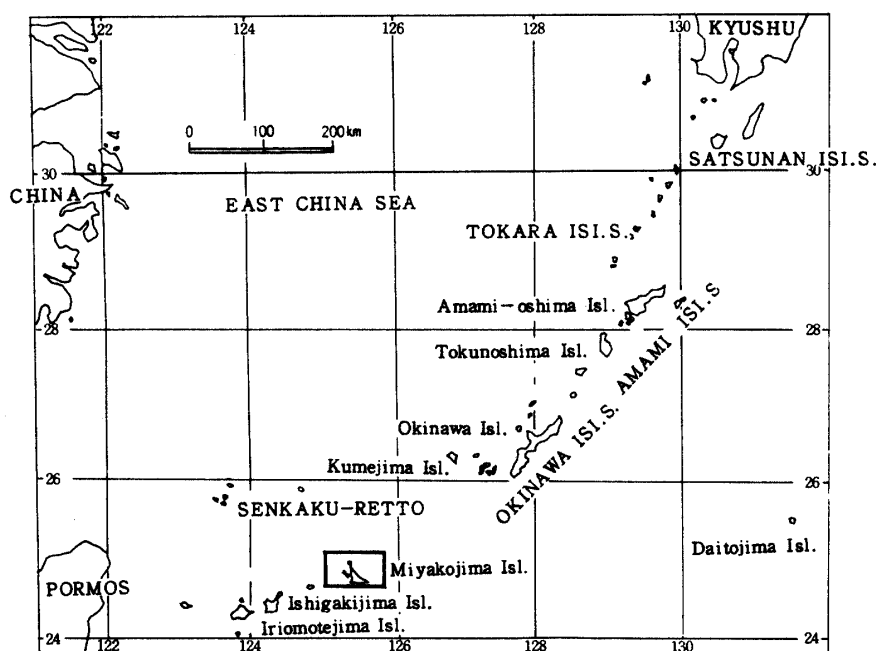 122 124 126 128 130
KYUSHU
0 100 200km
SATSUNAN ISI.S.
30 30
CHINA
EAST CHINA SEA
TOKARA ISI.S.
Amami-oshima Isl.
28 28
Tokunoshima Isl.
OKINAWA ISI.S. AMAMI ISI.S
Okinawa Isl.
Kumejima Isl.
26 26
SENKAKU-RETTO
Daitojima Isl.
Miyakojima Isl.
PORMOS
Ishigakijima Isl.
Iriomotejima Isl.
24 24
122 124 126 128 130